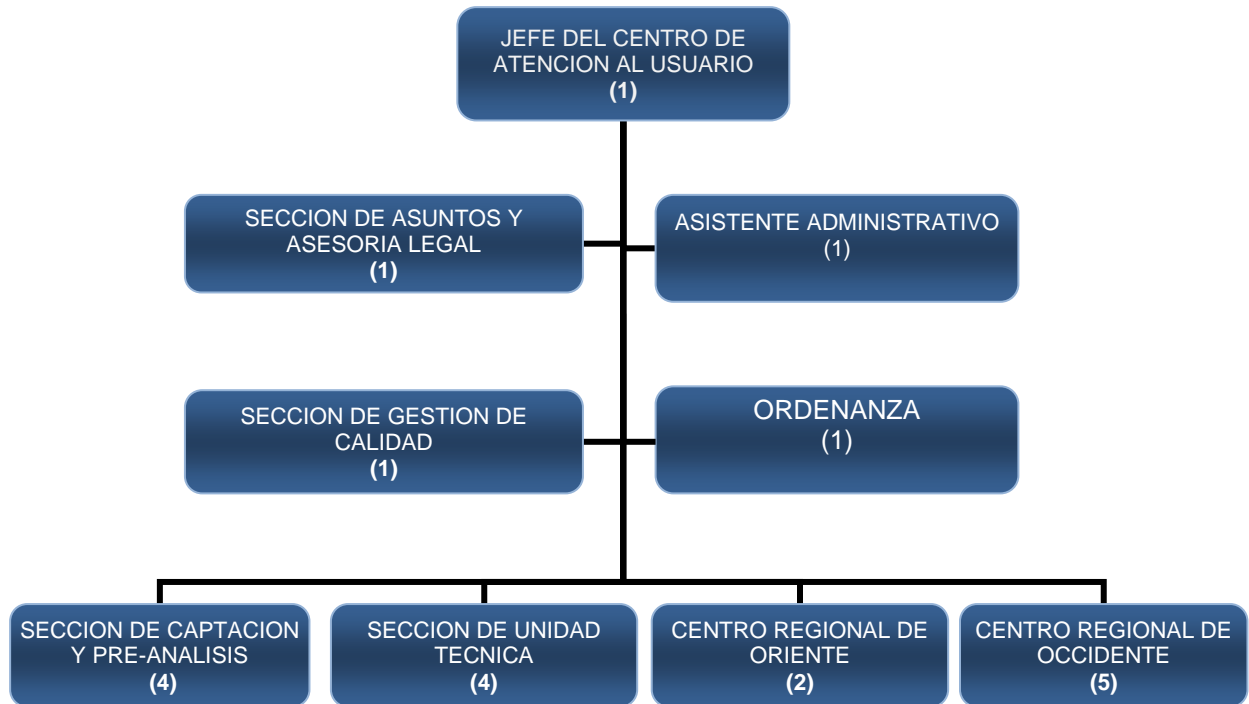 JEFE DEL CENTRO DE
ATENCION AL USUARIO
(1)
SECCION DE ASUNTOS Y
ASESORIA LEGAL
(1)
ASISTENTE ADMINISTRATIVO
(1)
SECCION DE GESTION DE
CALIDAD
(1)
ORDENANZA
(1)
SECCION DE CAPTACION
Y PRE-ANALISIS
(4)
SECCION DE UNIDAD
TECNICA
(4)
CENTRO REGIONAL DE
ORIENTE
(2)
CENTRO REGIONAL DE
OCCIDENTE
(5)